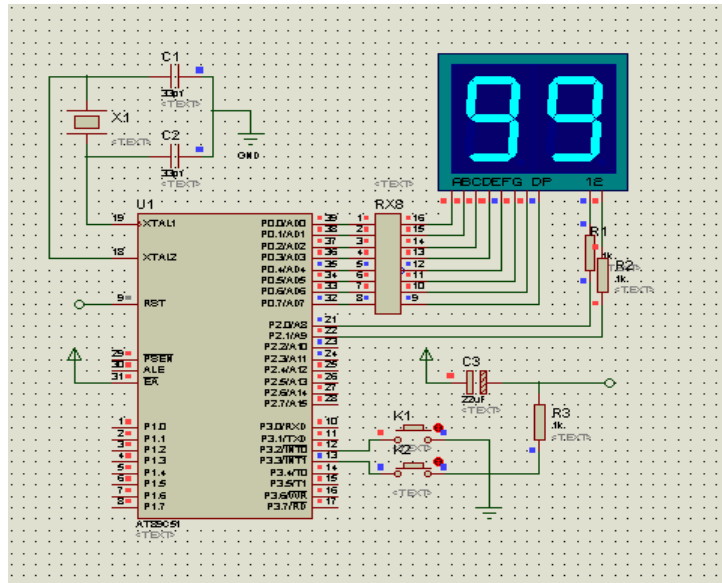 C1
33pf
<TEXT>
X1
<TEXT>
C2
33pf
<TEXT>
GND
99
ABCDEFG DP 12
<TEXT>
RX8
U1
19 XTAL1
18 XTAL2
9 RST
29 PSEN
30 ALE
31 EA
1 P1.0
2 P1.1
3 P1.2
4 P1.3
5 P1.4
6 P1.5
7 P1.6
8 P1.7
P0.0/AD0 39 1 16
P0.1/AD1 38 2 15
P0.2/AD2 37 3 14
P0.3/AD3 36 4 13
P0.4/AD4 35 5 12
P0.5/AD5 34 6 11
P0.6/AD6 33 7 10
P0.7/AD7 32 8 9
P2.0/A8 21
P2.1/A9 22
P2.2/A10 23
P2.3/A11 24
P2.4/A12 25
P2.5/A13 26
P2.6/A14 27
P2.7/A15 28
P3.0/RXD 10
P3.1/TXD 11
P3.2/INT0 12
P3.3/INT1 13
P3.4/T0 14
P3.5/T1 15
P3.6/WR 16
P3.7/RD 17
AT89C51
<TEXT>
R1
1k
R2
.1k.
<TEXT>
C3
22uF
<TEXT>
R3
.1k
<TEXT>
K1
K2
<TEXT>